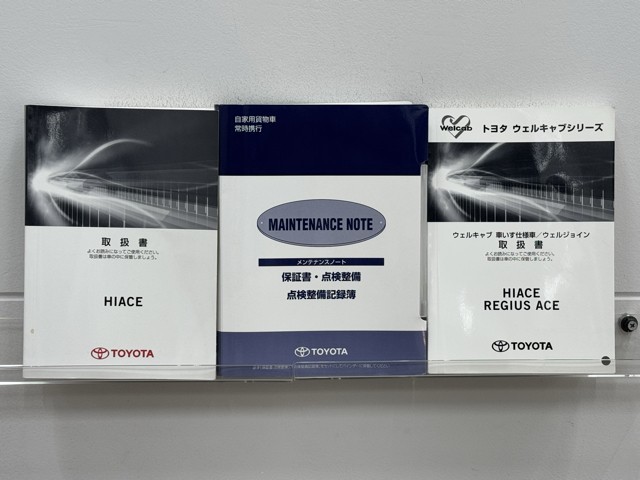 取扱書
よくお読みになってご使用ください。
取扱書は車の中に保管しましょう。
HIACE
TOYOTA
自家用貨物車
常時携行
MAINTENANCE NOTE
メンテナンスノート
保証書・点検整備
点検整備記録簿
TOYOTA
Welcab
トヨタ ウェルキャブシリーズ
ウェルキャブ 車いす仕様車/ウェルジョイン
取扱書
よくお読みになってご使用ください。
取扱書は車の中に保管しましょう。
HIACE
REGIUS ACE
TOYOTA